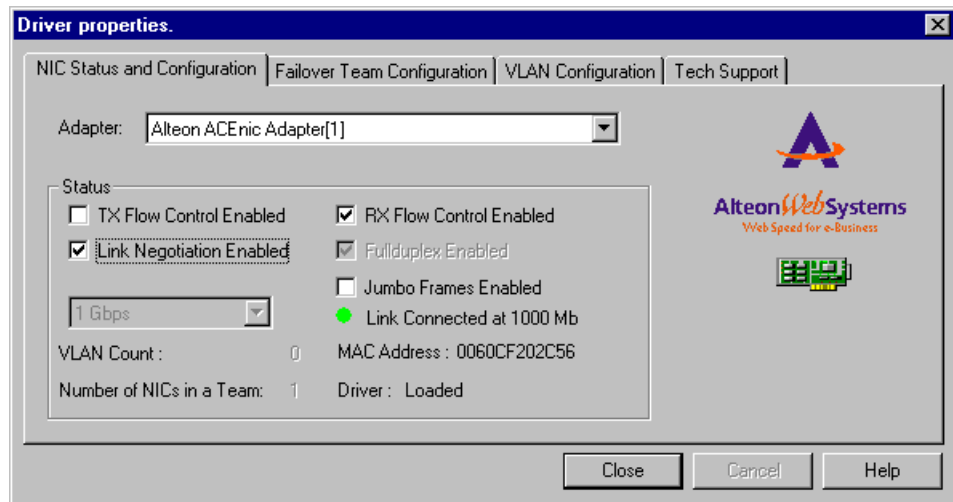 Driver properties.
NIC Status and Configuration
Failover Team Configuration
VLAN Configuration
Tech Support
Adapter:
Alteon ACEnic Adapter[1]
Status
TX Flow Control Enabled
RX Flow Control Enabled
Link Negotiation Enabled
Fullduplex Enabled
Jumbo Frames Enabled
1 Gbps
Link Connected at 1000 Mb
VLAN Count : 0
MAC Address : 0060CF202C56
Number of NICs in a Team: 1
Driver : Loaded
Alteon WebSystems
Web Speed for e-Business
Close
Cancel
Help